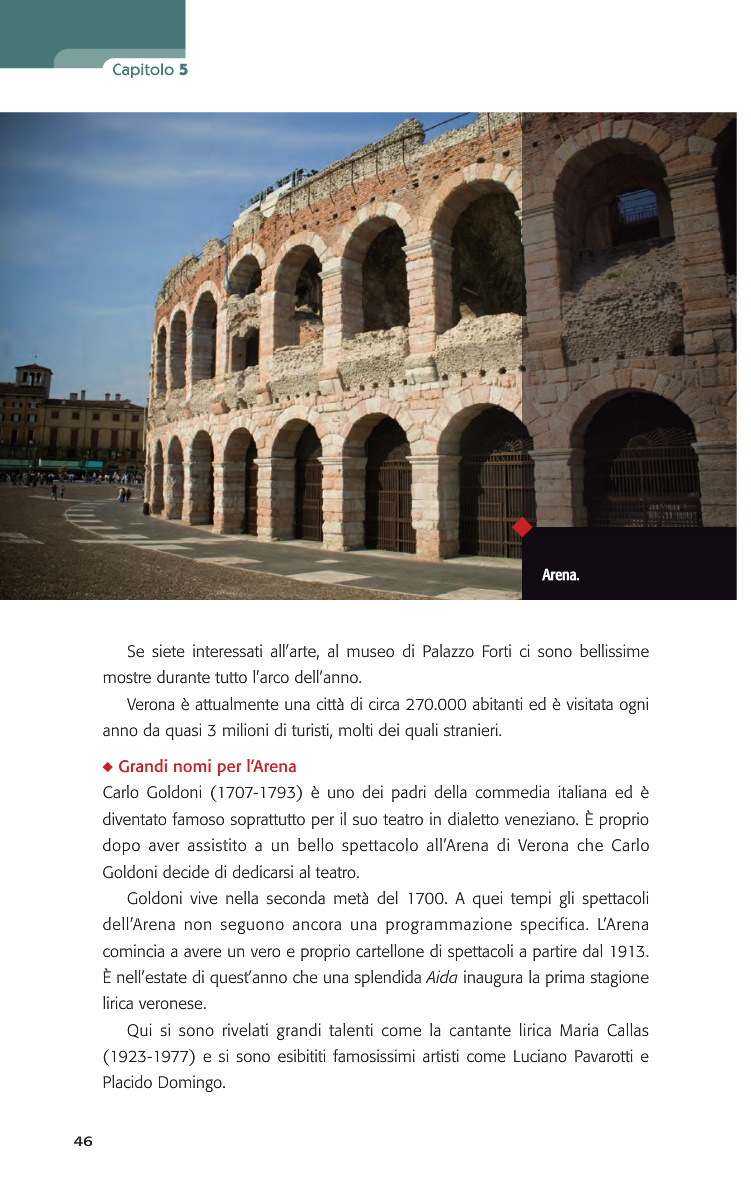 Capitolo 5
Arena.
Se siete interessati all'arte, al museo di Palazzo Forti ci sono bellissime
mostre durante tutto l'arco dell'anno.
Verona è attualmente una città di circa 270.000 abitanti ed è visitata ogni
anno da quasi 3 milioni di turisti, molti dei quali stranieri.
◆ Grandi nomi per l'Arena
Carlo Goldoni (1707-1793) è uno dei padri della commedia italiana ed è
diventato famoso soprattutto per il suo teatro in dialetto veneziano. È proprio
dopo aver assistito a un bello spettacolo all'Arena di Verona che Carlo
Goldoni decide di dedicarsi al teatro.
Goldoni vive nella seconda metà del 1700. A quei tempi gli spettacoli
dell'Arena non seguono ancora una programmazione specifica. L'Arena
comincia a avere un vero e proprio cartellone di spettacoli a partire dal 1913.
È nell'estate di quest'anno che una splendida Aida inaugura la prima stagione
lirica veronese.
Qui si sono rivelati grandi talenti come la cantante lirica Maria Callas
(1923-1977) e si sono esibititi famosissimi artisti come Luciano Pavarotti e
Placido Domingo.
46